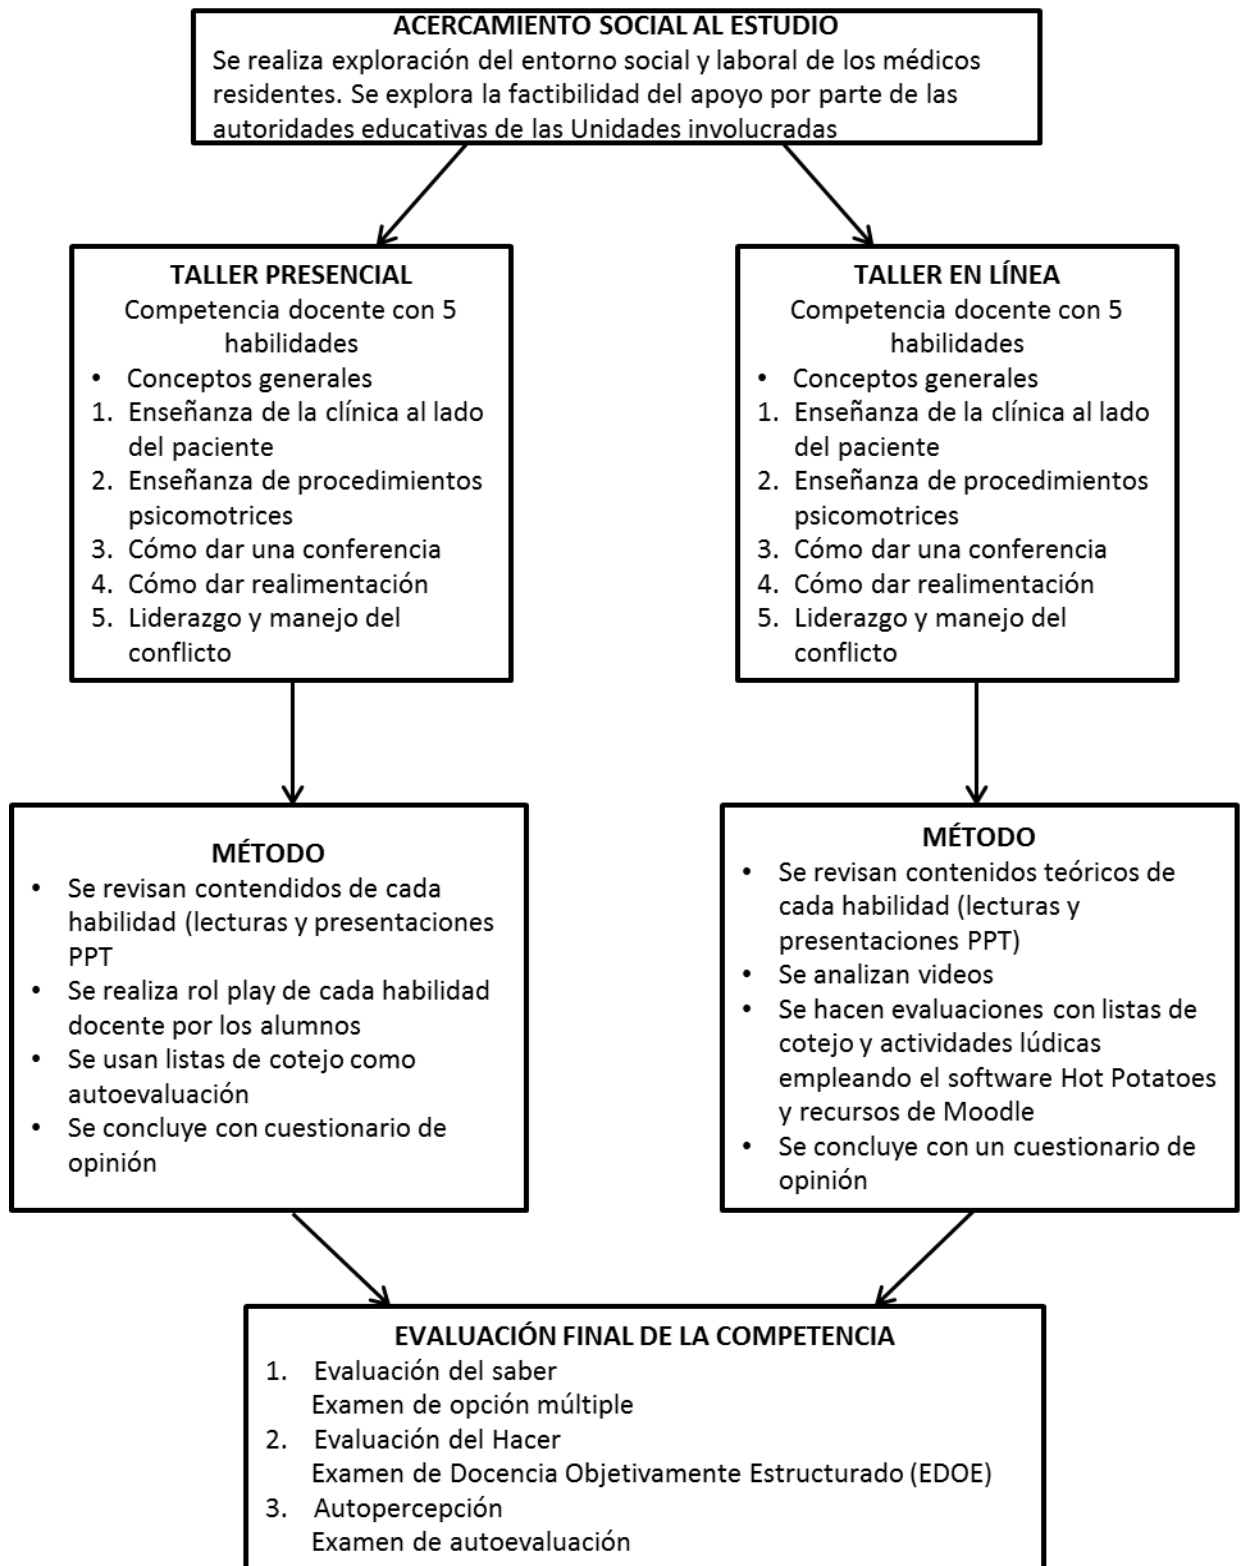 ACERCAMIENTO SOCIAL AL ESTUDIO
Se realiza exploración del entorno social y laboral de los médicos
residentes. Se explora la factibilidad del apoyo por parte de las
autoridades educativas de las Unidades involucradas
TALLER PRESENCIAL
Competencia docente con 5
habilidades
• Conceptos generales
1. Enseñanza de la clínica al lado
del paciente
2. Enseñanza de procedimientos
psicomotrices
3. Cómo dar una conferencia
4. Cómo dar realimentación
5. Liderazgo y manejo del
conflicto
TALLER EN LÍNEA
Competencia docente con 5
habilidades
• Conceptos generales
1. Enseñanza de la clínica al lado
del paciente
2. Enseñanza de procedimientos
psicomotrices
3. Cómo dar una conferencia
4. Cómo dar realimentación
5. Liderazgo y manejo del
conflicto
MÉTODO
• Se revisan contendidos de cada
habilidad (lecturas y presentaciones
PPT
• Se realiza rol play de cada habilidad
docente por los alumnos
• Se usan listas de cotejo como
autoevaluación
• Se concluye con cuestionario de
opinión
MÉTODO
• Se revisan contenidos teóricos de
cada habilidad (lecturas y
presentaciones PPT)
• Se analizan videos
• Se hacen evaluaciones con listas de
cotejo y actividades lúdicas
empleando el software Hot Potatoes
y recursos de Moodle
• Se concluye con un cuestionario de
opinión
EVALUACIÓN FINAL DE LA COMPETENCIA
1. Evaluación del saber
Examen de opción múltiple
2. Evaluación del Hacer
Examen de Docencia Objetivamente Estructurado (EDOE)
3. Autopercepción
Examen de autoevaluación